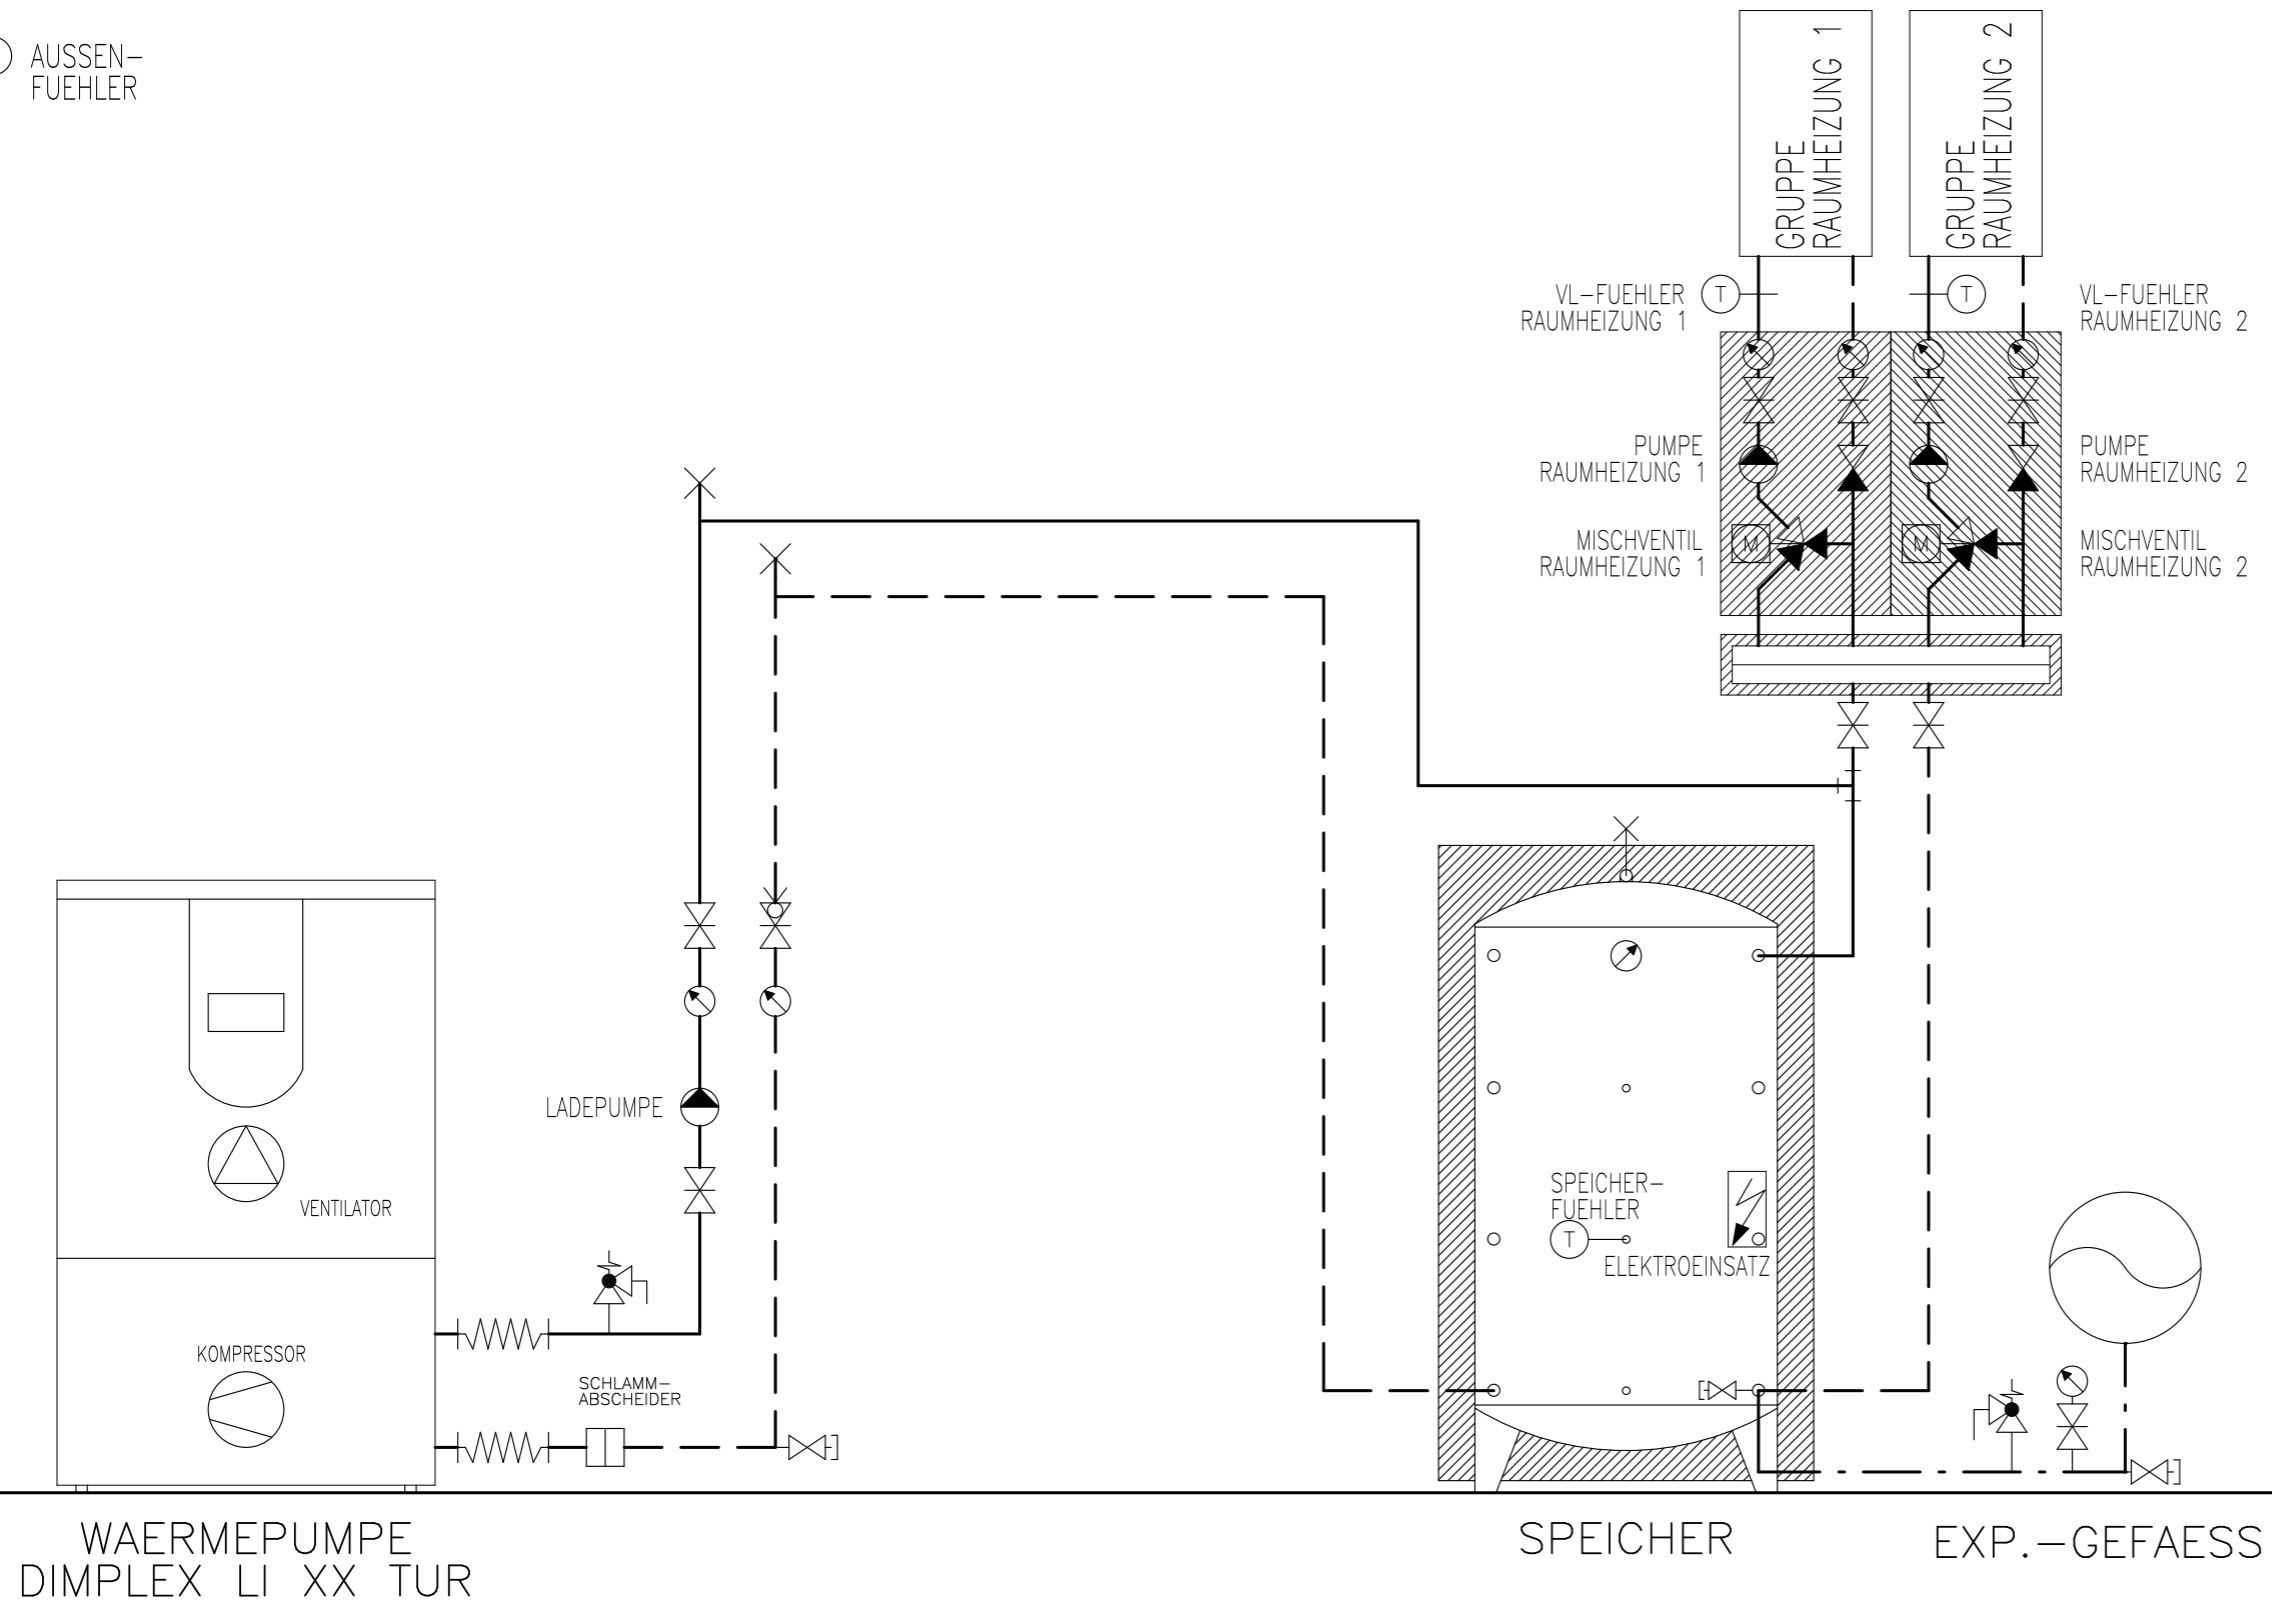 AUSSEN-
FUEHLER
GRUPPE
RAUMHEIZUNG 1
GRUPPE
RAUMHEIZUNG 2
VL-FUEHLER
RAUMHEIZUNG 1
T
T
VL-FUEHLER
RAUMHEIZUNG 2
PUMPE
RAUMHEIZUNG 1
PUMPE
RAUMHEIZUNG 2
MISCHVENTIL
RAUMHEIZUNG 1
M
M
MISCHVENTIL
RAUMHEIZUNG 2
LADEPUMPE
VENTILATOR
SPEICHER-
FUEHLER
T
ELEKTROEINSATZ
KOMPRESSOR
SCHLAMM-
ABSCHEIDER
WAERMEPUMPE
DIMPLEX LI XX TUR
SPEICHER
EXP.-GEFAESS